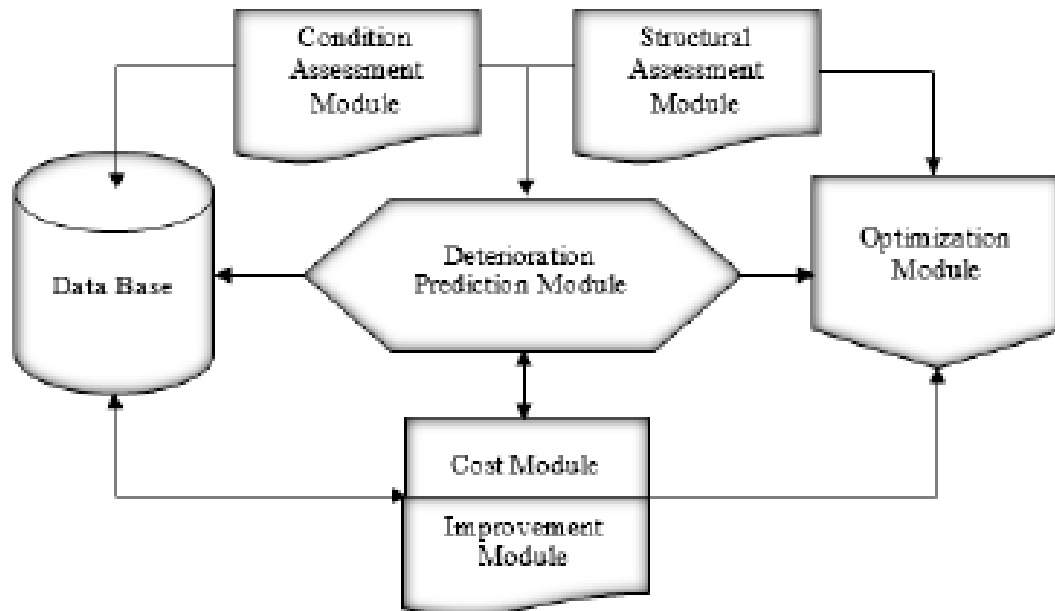 Condition
Assessment
Module
Structural
Assessment
Module
Data Base
Deterioration
Prediction Module
Optimization
Module
Cost Module
Improvement
Module